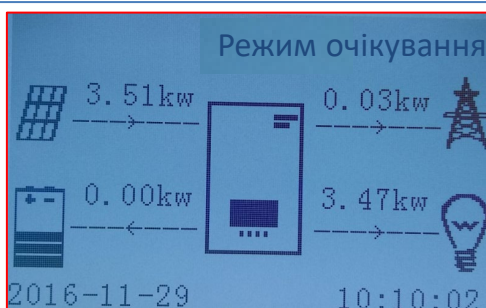 Режим очікування
3.51kw 0.03kw
0.00kw 3.47kw
2016-11-29 10:10:02